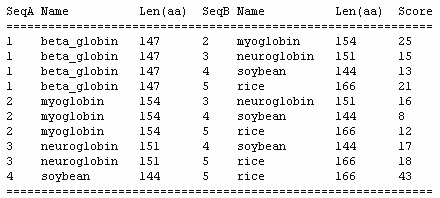 SeqA Name Len(aa) SeqB Name Len(aa) Score
===========================================================
1 beta_globin 147 2 myoglobin 154 25
1 beta_globin 147 3 neuroglobin 151 15
1 beta_globin 147 4 soybean 144 13
1 beta_globin 147 5 rice 166 21
2 myoglobin 154 3 neuroglobin 151 16
2 myoglobin 154 4 soybean 144 8
2 myoglobin 154 5 rice 166 12
3 neuroglobin 151 4 soybean 144 17
3 neuroglobin 151 5 rice 166 18
4 soybean 144 5 rice 166 43
===========================================================